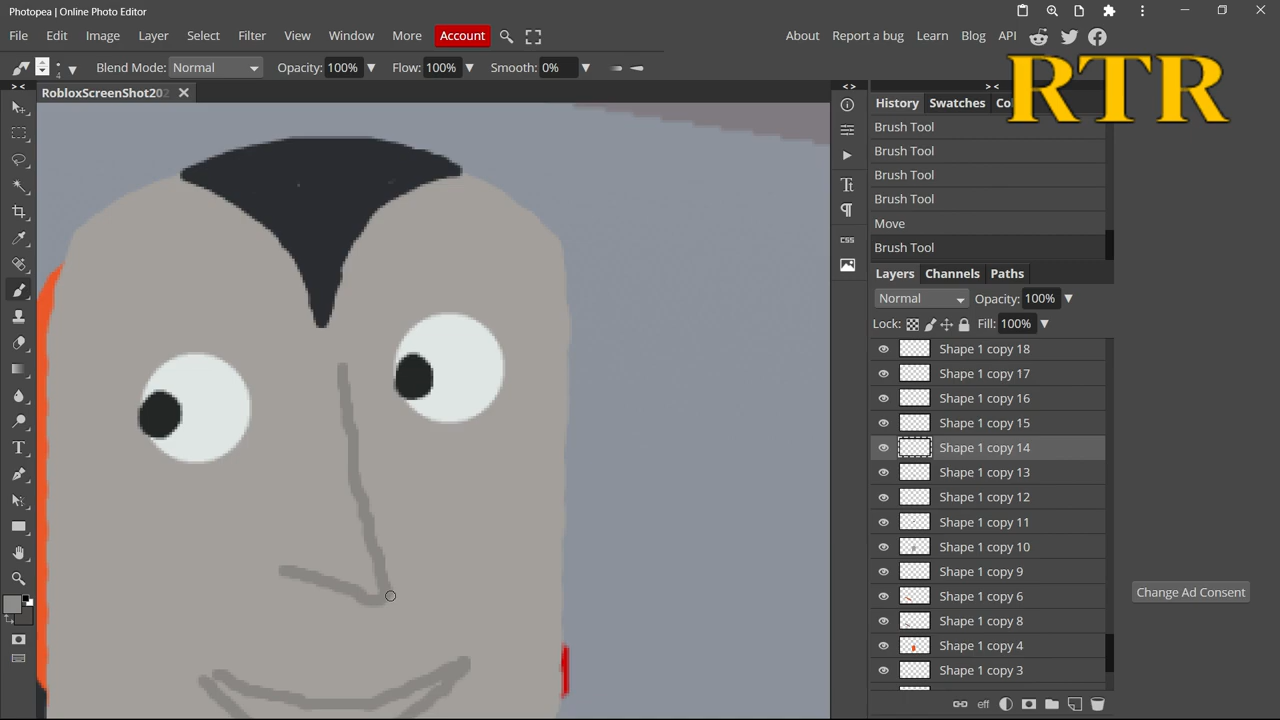 Photopea | Online Photo Editor
File Edit Image Layer Select Filter View Window More Account
About Report a bug Learn Blog API
4 Blend Mode: Normal Opacity: 100% Flow: 100% Smooth: 0%
RTR
RobloxScreenShot202
History Swatches Co
Brush Tool
Brush Tool
Brush Tool
Brush Tool
Move
Brush Tool
Layers Channels Paths
Normal Opacity: 100%
Lock: Fill: 100%
Shape 1 copy 18
Shape 1 copy 17
Shape 1 copy 16
Shape 1 copy 15
Shape 1 copy 14
Shape 1 copy 13
Shape 1 copy 12
Shape 1 copy 11
Shape 1 copy 10
Shape 1 copy 9
Shape 1 copy 6
Shape 1 copy 8
Shape 1 copy 4
Shape 1 copy 3
CSS
eff
Change Ad Consent